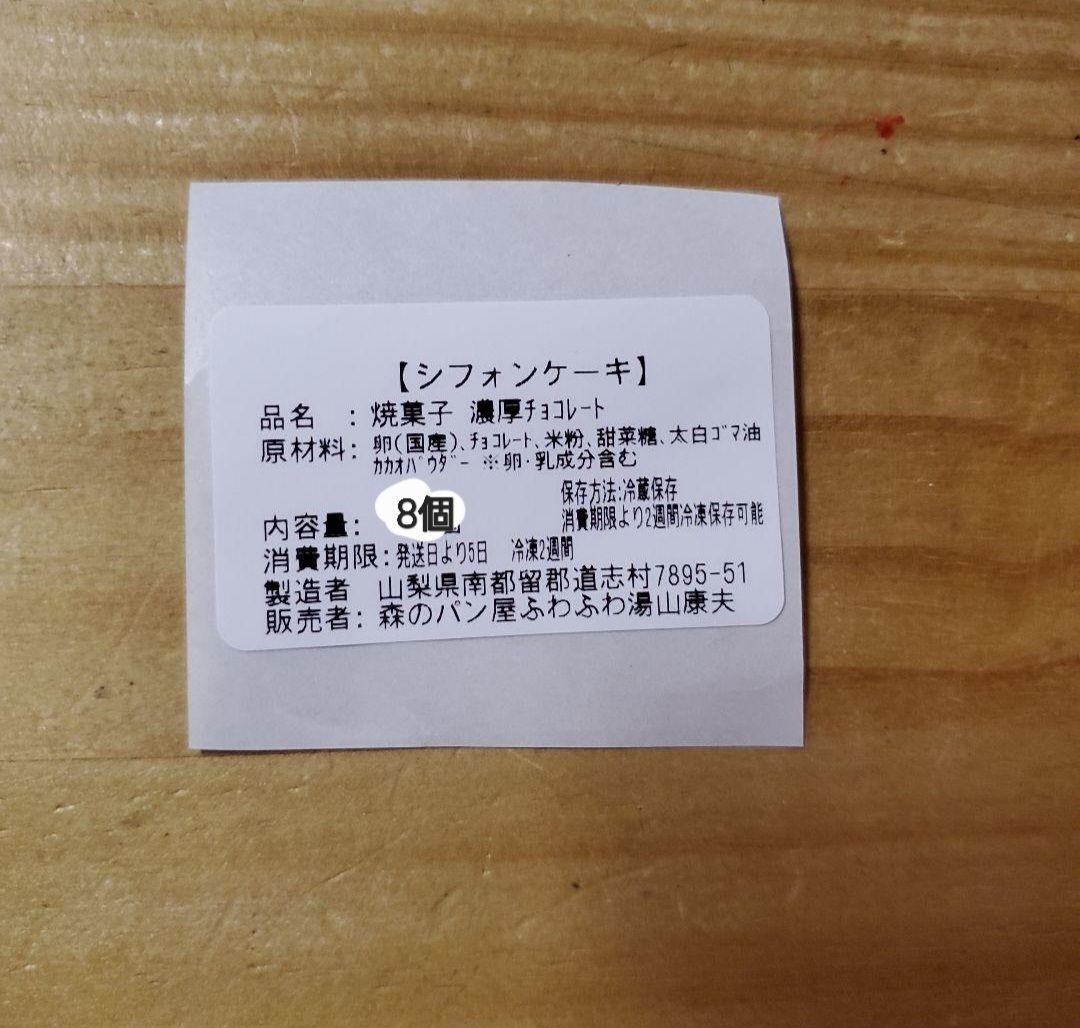 【シフォンケーキ】
品名 : 焼菓子 濃厚ﾁｮｺﾚｰﾄ
原材料: 卵(国産)､ﾁｮｺﾚｰﾄ､米粉､甜菜糖､太白ｺﾞﾏ油
ｶｶｵﾊﾟｳﾀﾞｰ ※卵･乳成分含む
保存方法:冷蔵保存
消費期限より2週間冷凍保存可能
内容量: 8個
消費期限:発送日より5日 冷凍2週間
製造者 山梨県南都留郡道志村7895-51
販売者: 森のパン屋ふわふわ湯山康夫